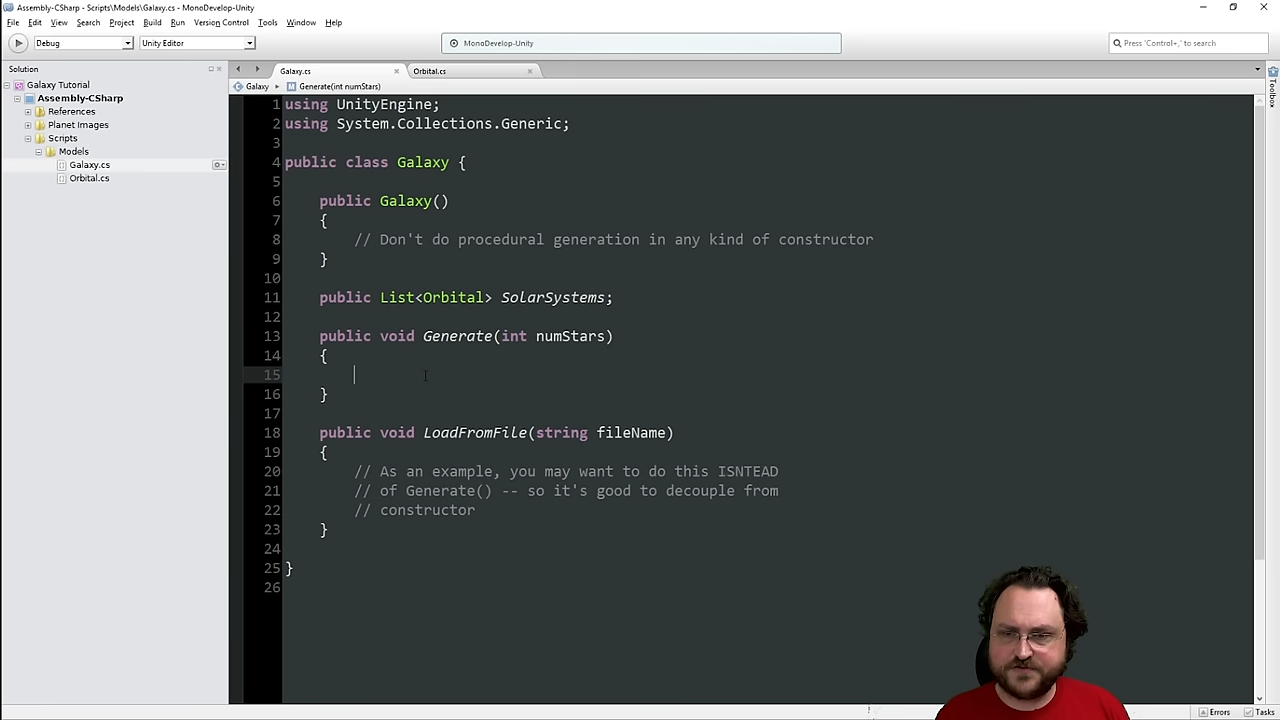 Assembly-CSharp - Scripts\Models\Galaxy.cs - MonoDevelop-Unity
File Edit View Search Project Build Run Version Control Tools Window Help
Debug Unity Editor MonoDevelop-Unity Press 'Control+,' to search
Solution Galaxy.cs Orbital.cs
Galaxy Tutorial Galaxy Generate(int numStars)
Assembly-CSharp
References
Planet Images
Scripts
Models
Galaxy.cs
Orbital.cs
1 using UnityEngine;
2 using System.Collections.Generic;
3
4 public class Galaxy {
5
6 public Galaxy()
7 {
8 // Don't do procedural generation in any kind of constructor
9 }
10
11 public List<Orbital> SolarSystems;
12
13 public void Generate(int numStars)
14 {
15
16 }
17
18 public void LoadFromFile(string fileName)
19 {
20 // As an example, you may want to do this ISNTEAD
21 // of Generate() -- so it's good to decouple from
22 // constructor
23 }
24
25 }
26
Toolbox
Errors Tasks